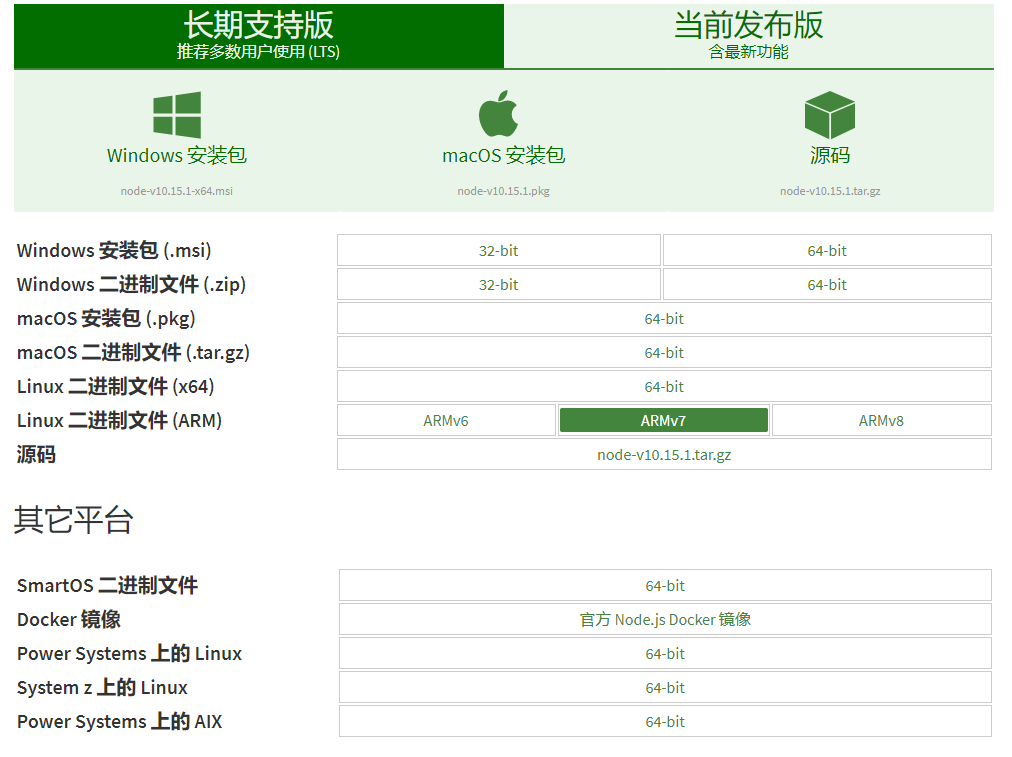 长期支持版
推荐多数用户使用 (LTS)
当前发布版
含最新功能
Windows 安装包
node-v10.15.1-x64.msi
macOS 安装包
node-v10.15.1.pkg
源码
node-v10.15.1.tar.gz
Windows 安装包 (.msi) 32-bit 64-bit
Windows 二进制文件 (.zip) 32-bit 64-bit
macOS 安装包 (.pkg) 64-bit
macOS 二进制文件 (.tar.gz) 64-bit
Linux 二进制文件 (x64) 64-bit
Linux 二进制文件 (ARM) ARMv6 ARMv7 ARMv8
源码 node-v10.15.1.tar.gz
其它平台
SmartOS 二进制文件 64-bit
Docker 镜像 官方 Node.js Docker 镜像
Power Systems 上的 Linux 64-bit
System z 上的 Linux 64-bit
Power Systems 上的 AIX 64-bit